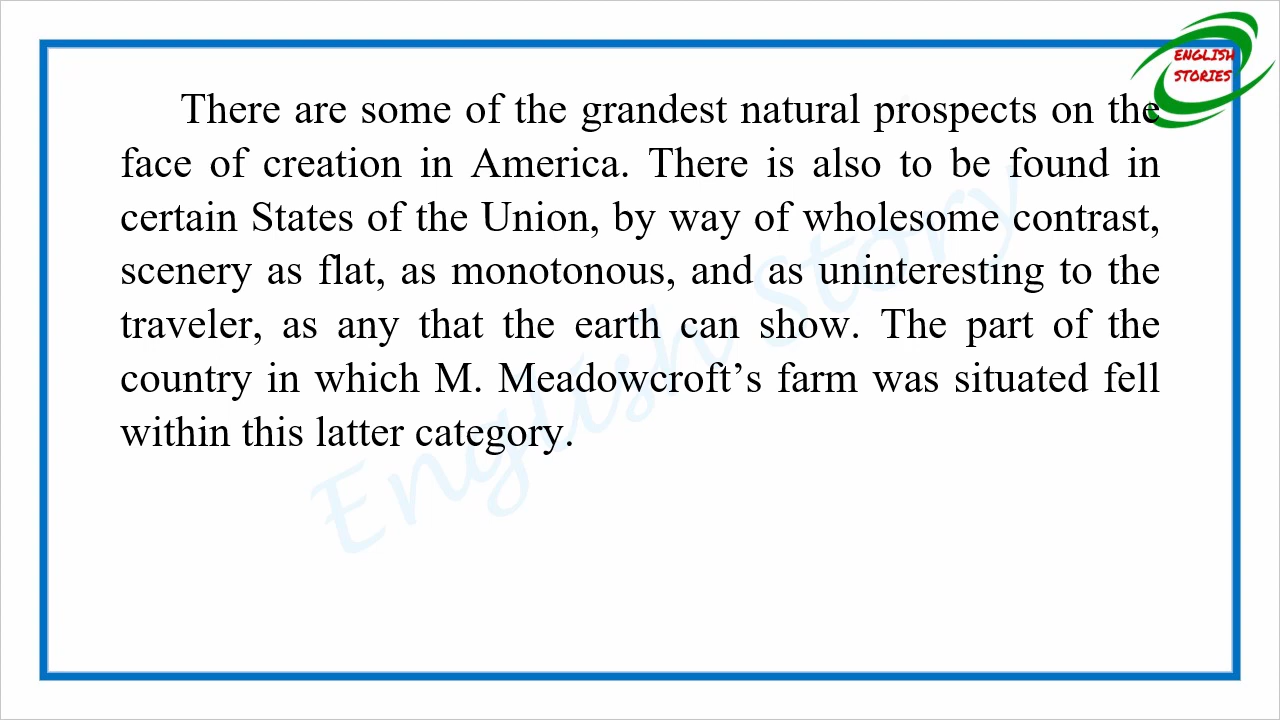 ENGLISH
STORIES
There are some of the grandest natural prospects on the
face of creation in America. There is also to be found in
certain States of the Union, by way of wholesome contrast,
scenery as flat, as monotonous, and as uninteresting to the
traveler, as any that the earth can show. The part of the
country in which M. Meadowcroft’s farm was situated fell
within this latter category.
English Story